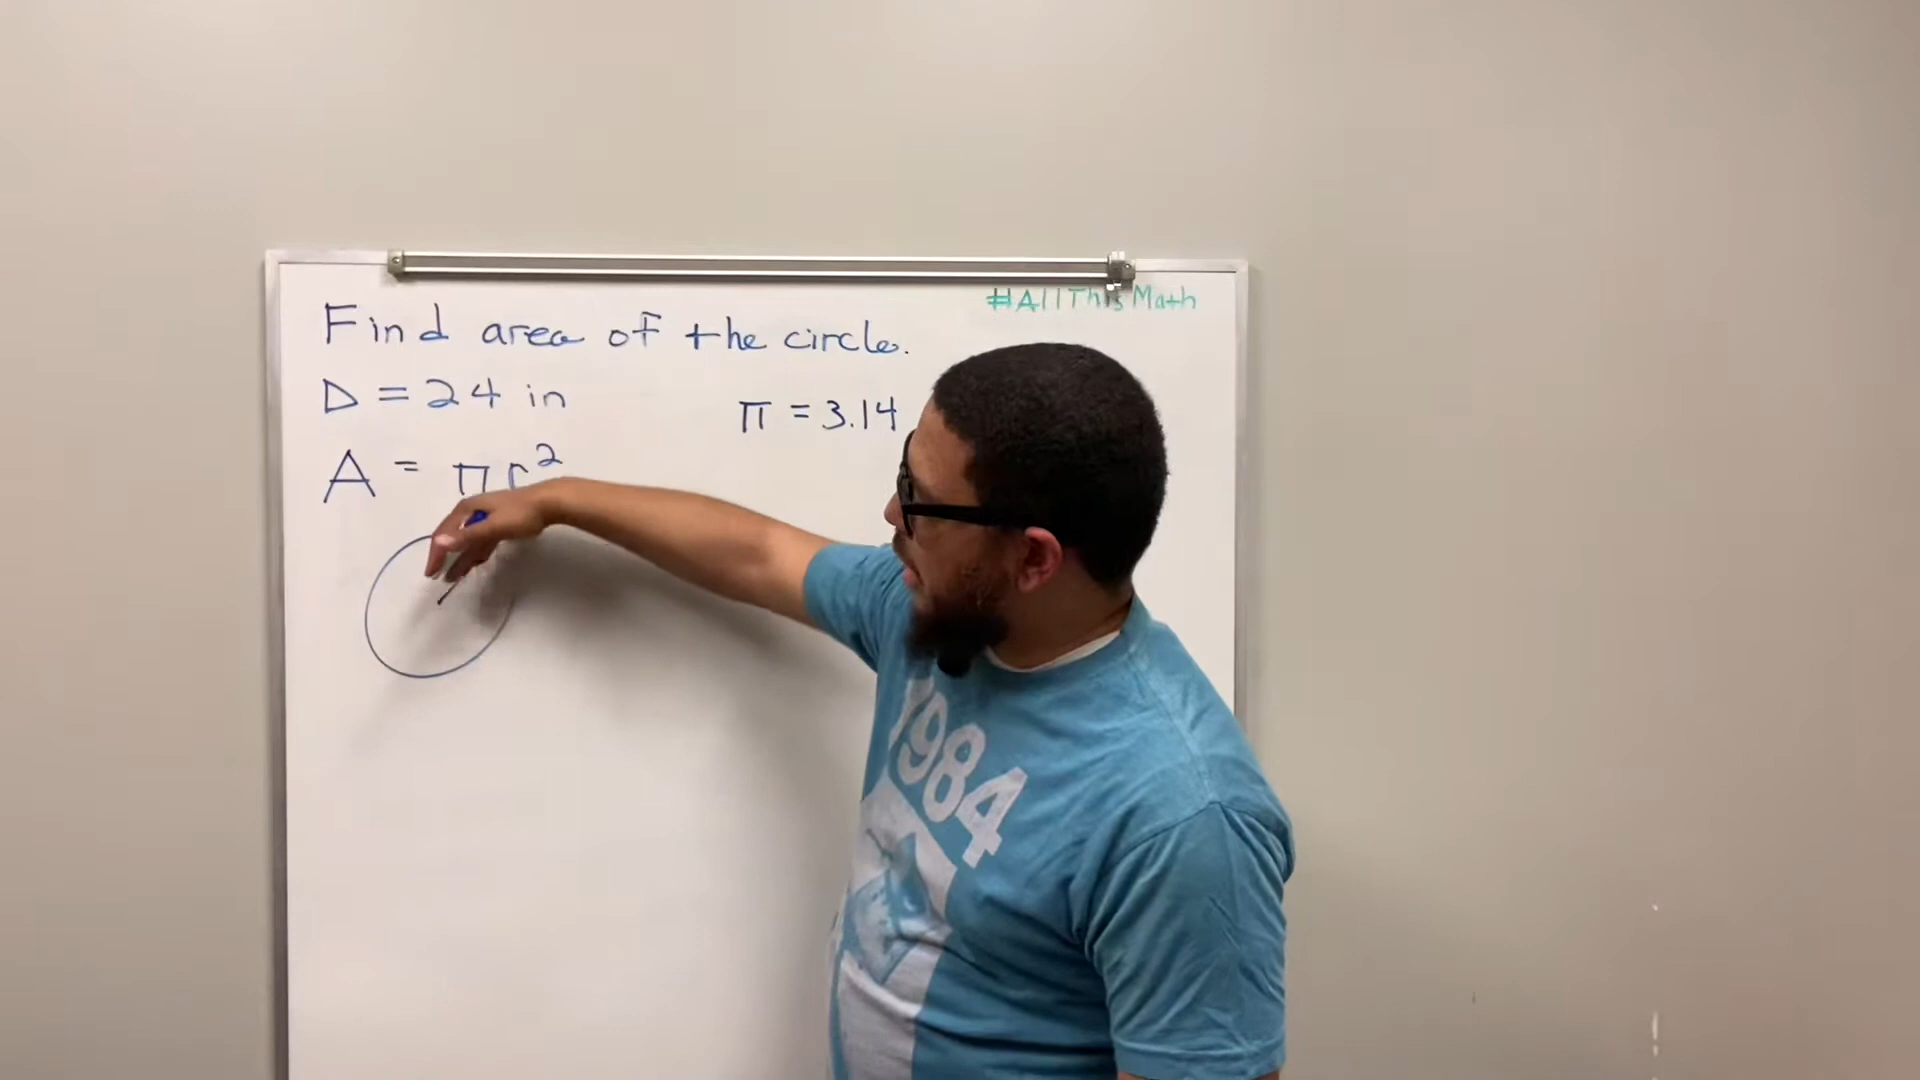 #AllThisMath
Find area of the circle.
D = 24 in
π = 3.14
A = πr²
1984